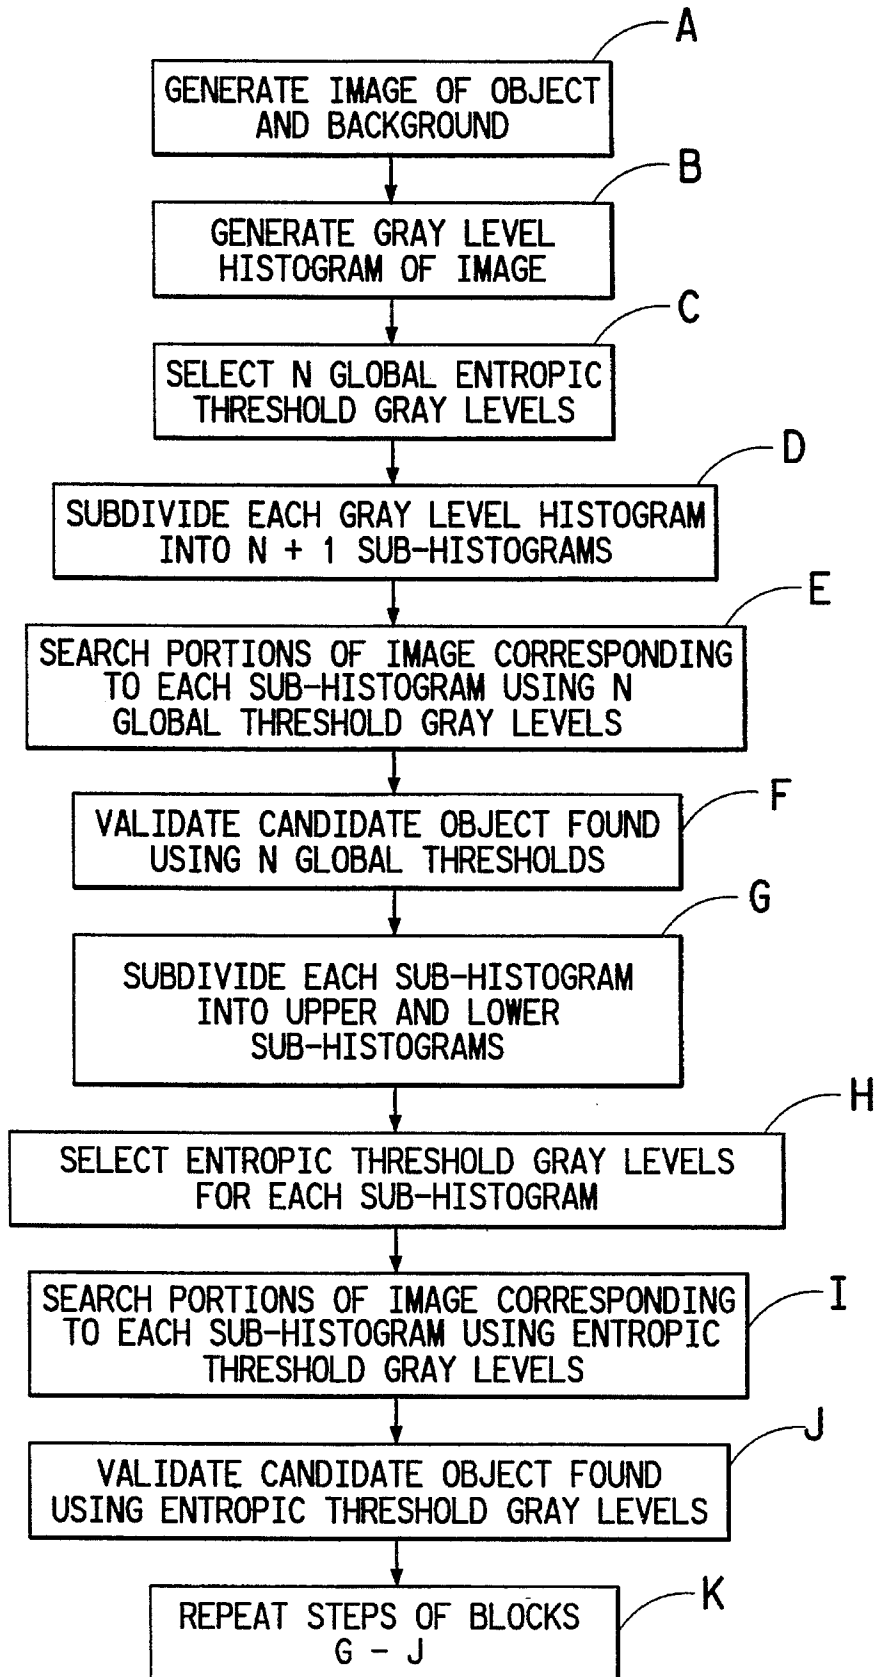 A
GENERATE IMAGE OF OBJECT
AND BACKGROUND
B
GENERATE GRAY LEVEL
HISTOGRAM OF IMAGE
C
SELECT N GLOBAL ENTROPIC
THRESHOLD GRAY LEVELS
D
SUBDIVIDE EACH GRAY LEVEL HISTOGRAM
INTO N + 1 SUB-HISTOGRAMS
E
SEARCH PORTIONS OF IMAGE CORRESPONDING
TO EACH SUB-HISTOGRAM USING N
GLOBAL THRESHOLD GRAY LEVELS
F
VALIDATE CANDIDATE OBJECT FOUND
USING N GLOBAL THRESHOLDS
G
SUBDIVIDE EACH SUB-HISTOGRAM
INTO UPPER AND LOWER
SUB-HISTOGRAMS
H
SELECT ENTROPIC THRESHOLD GRAY LEVELS
FOR EACH SUB-HISTOGRAM
I
SEARCH PORTIONS OF IMAGE CORRESPONDING
TO EACH SUB-HISTOGRAM USING ENTROPIC
THRESHOLD GRAY LEVELS
J
VALIDATE CANDIDATE OBJECT FOUND
USING ENTROPIC THRESHOLD GRAY LEVELS
K
REPEAT STEPS OF BLOCKS
G - J